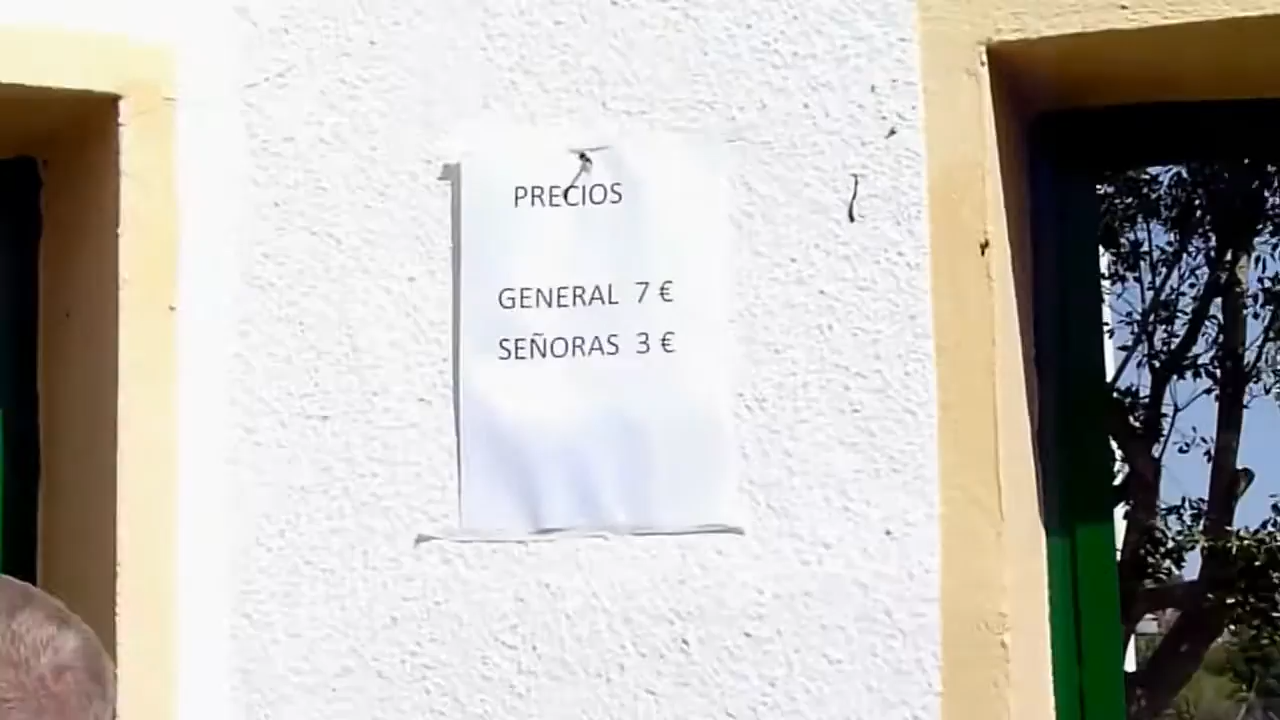 PRECIOS
GENERAL 7 €
SEÑORAS 3 €